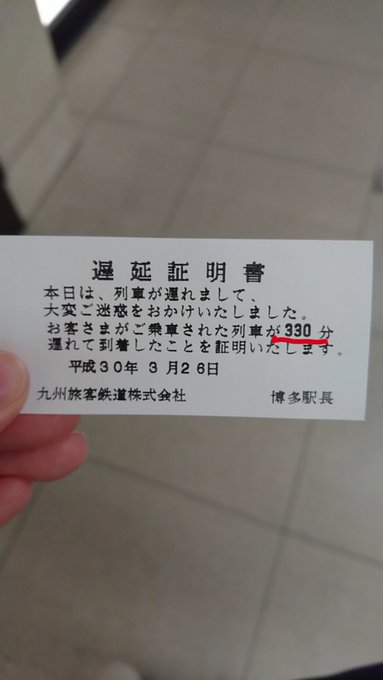 遅延証明書
本日は、列車が遅れまして、
大変ご迷惑をおかけいたしました。
お客さまがご乗車された列車が330分
遅れて到着したことを証明いたします。
平成30年3月26日
九州旅客鉄道株式会社 博多駅長